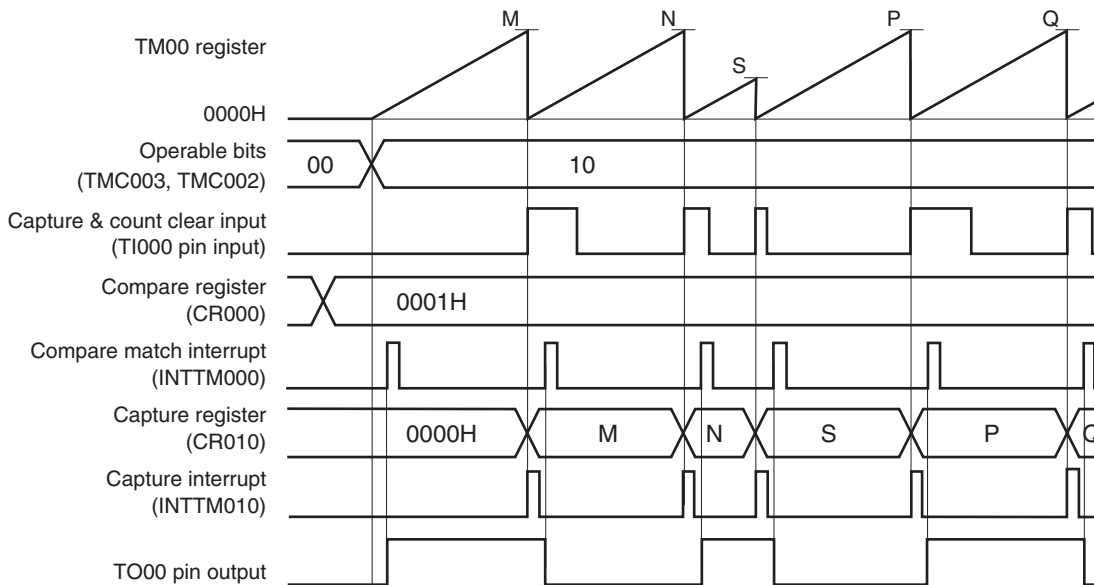 M N P Q
TM00 register
S
0000H
Operable bits
(TMC003, TMC002)
00 10
Capture & count clear input
(TI000 pin input)
Compare register
(CR000)
0001H
Compare match interrupt
(INTTM000)
Capture register
(CR010)
0000H M N S P Q
Capture interrupt
(INTTM010)
TO00 pin output